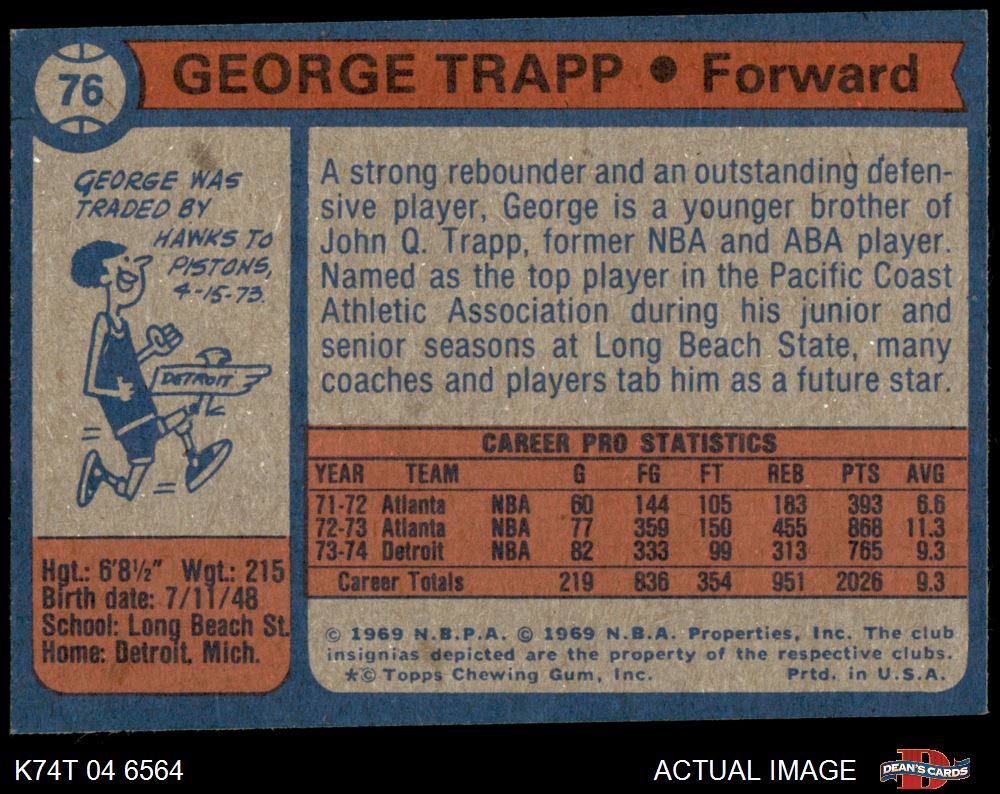 76
GEORGE TRAPP ● Forward
GEORGE WAS
TRADED BY
HAWKS TO
PISTONS,
4-15-73.
DETROIT
A strong rebounder and an outstanding defen-
sive player, George is a younger brother of
John Q. Trapp, former NBA and ABA player.
Named as the top player in the Pacific Coast
Athletic Association during his junior and
senior seasons at Long Beach State, many
coaches and players tab him as a future star.
Hgt.: 6'8½" Wgt.: 215
Birth date: 7/11/48
School: Long Beach St.
Home: Detroit, Mich.
CAREER PRO STATISTICS
YEAR TEAM G FG FT REB PTS AVG
71-72 Atlanta NBA 60 144 105 183 393 6.6
72-73 Atlanta NBA 77 359 150 455 868 11.3
73-74 Detroit NBA 82 333 99 313 765 9.3
Career Totals 219 836 354 951 2026 9.3
© 1969 N.B.P.A. © 1969 N.B.A. Properties, Inc. The club
insignias depicted are the property of the respective clubs.
*© Topps Chewing Gum, Inc. Prtd. in U.S.A.
K74T 04 6564
ACTUAL IMAGE
D
DEAN'S CARDS